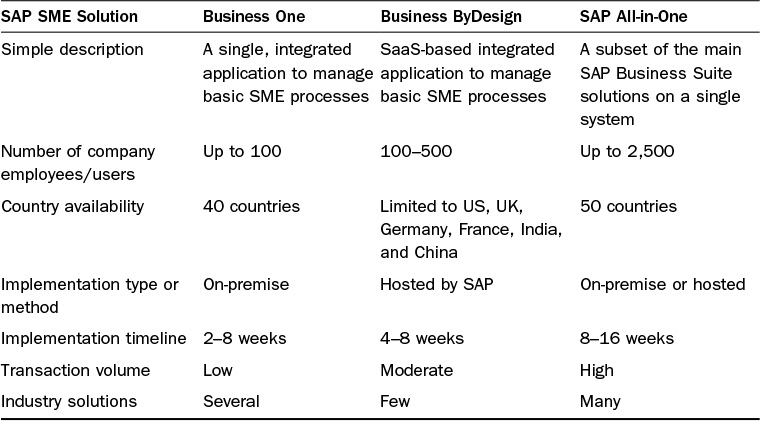 SAP SME Solution Business One Business ByDesign SAP All-in-One
Simple description A single, integrated SaaS-based integrated A subset of the main
application to manage application to manage SAP Business Suite
basic SME processes basic SME processes solutions on a single
system
Number of company Up to 100 100–500 Up to 2,500
employees/users
Country availability 40 countries Limited to US, UK, 50 countries
Germany, France, India,
and China
Implementation type or On-premise Hosted by SAP On-premise or hosted
method
Implementation timeline 2–8 weeks 4–8 weeks 8–16 weeks
Transaction volume Low Moderate High
Industry solutions Several Few Many